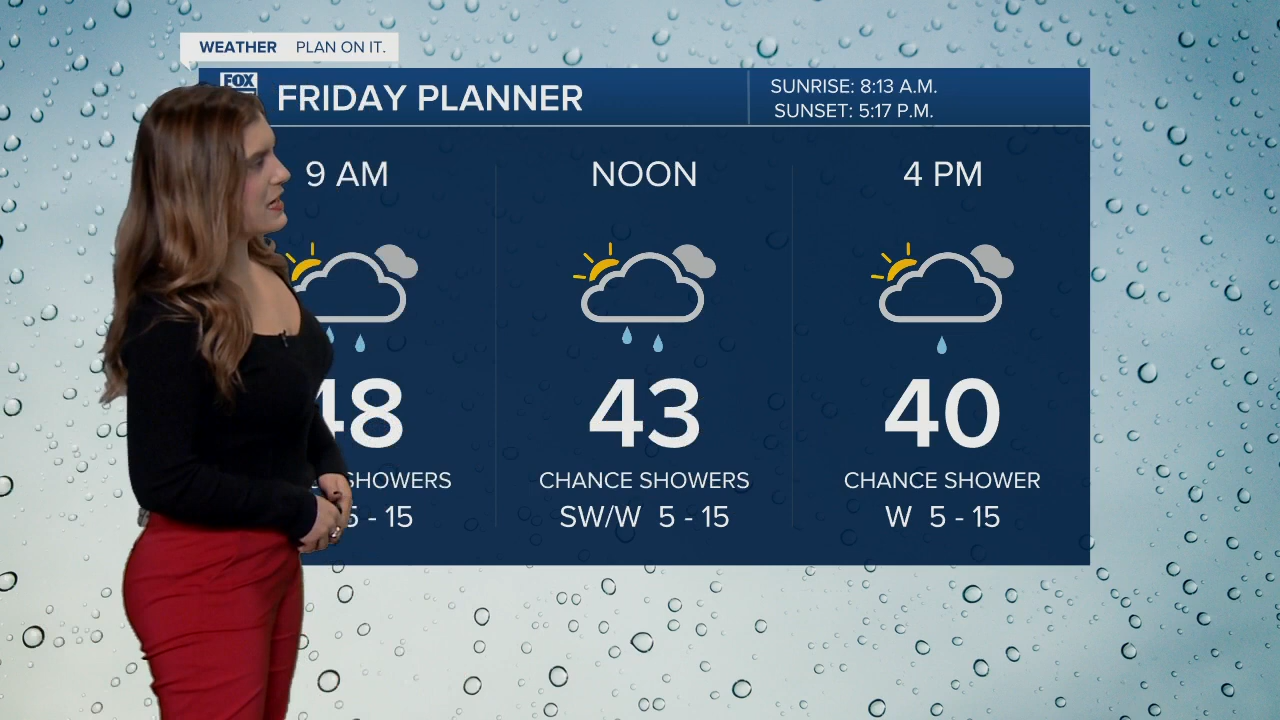 WEATHER PLAN ON IT.
FOX
FRIDAY PLANNER
SUNRISE: 8:13 A.M.
SUNSET: 5:17 P.M.
9 AM
NOON
4 PM
48
43
40
SHOWERS
CHANCE SHOWERS
CHANCE SHOWER
5 - 15
SW/W 5 - 15
W 5 - 15